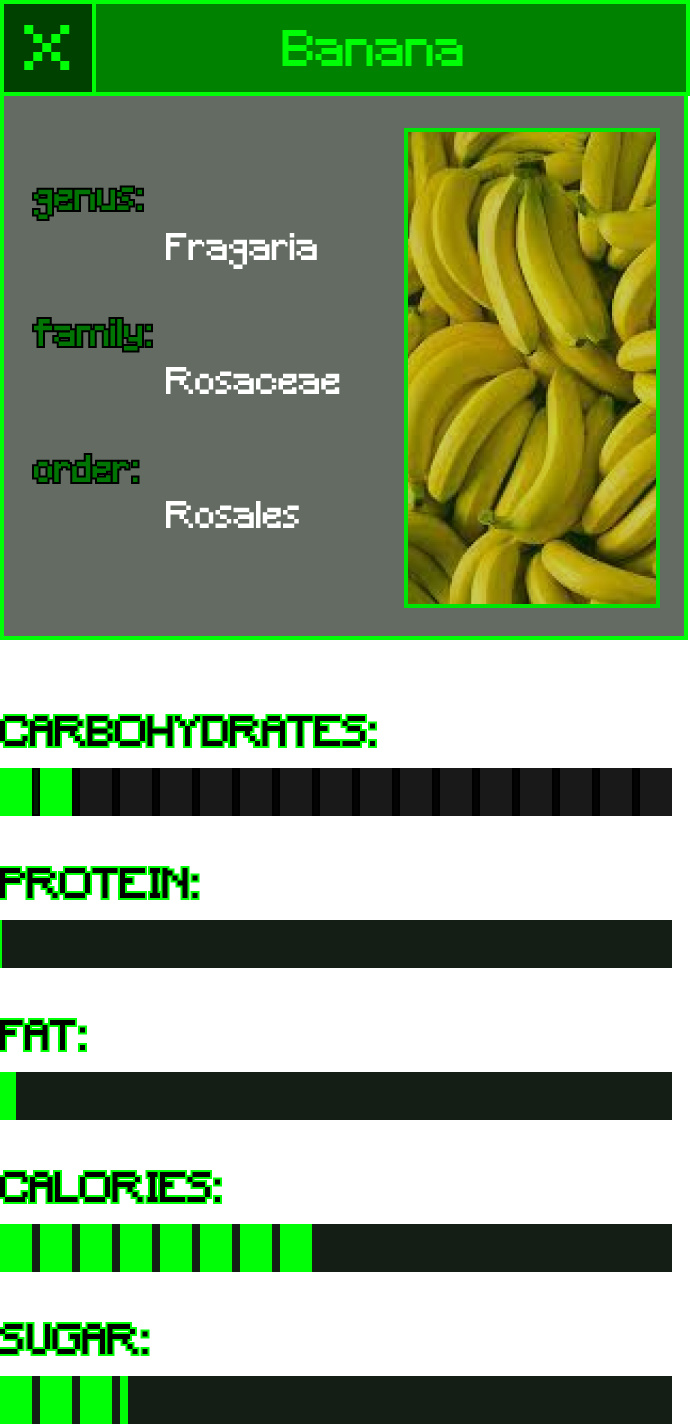 Banana
genus:
Fragaria
family:
Rosaceae
order:
Rosales
CARBOHYDRATES:
PROTEIN:
FAT:
CALORIES:
SUGAR: